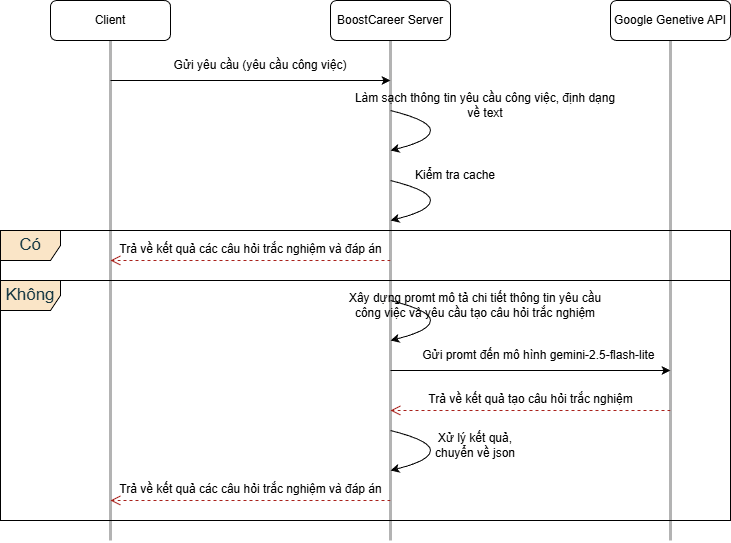 Client
BoostCareer Server
Google Genetive API
Gửi yêu cầu (yêu cầu công việc)
Làm sạch thông tin yêu cầu công việc, định dạng
về text
Kiểm tra cache
Có
Trả về kết quả các câu hỏi trắc nghiệm và đáp án
Không
Xây dựng promt mô tả chi tiết thông tin yêu cầu
công việc và yêu cầu tạo câu hỏi trắc nghiệm
Gửi promt đến mô hình gemini-2.5-flash-lite
Trả về kết quả tạo câu hỏi trắc nghiệm
Xử lý kết quả,
chuyển về json
Trả về kết quả các câu hỏi trắc nghiệm và đáp án